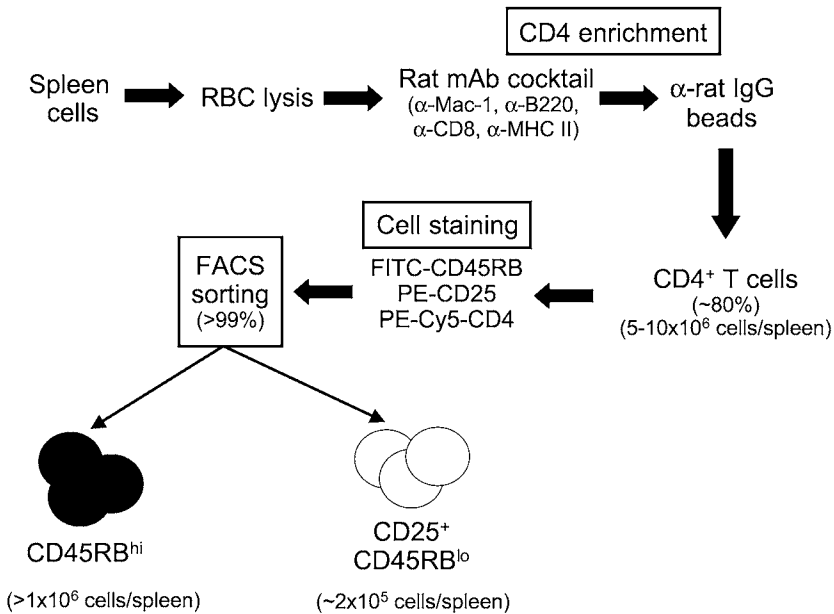 CD4 enrichment
Spleen
cells
RBC lysis
Rat mAb cocktail
(α-Mac-1, α-B220,
α-CD8, α-MHC II)
α-rat IgG
beads
CD4⁺ T cells
(~80%)
(5-10x10⁶ cells/spleen)
Cell staining
FITC-CD45RB
PE-CD25
PE-Cy5-CD4
FACS
sorting
(>99%)
CD45RBʰⁱ
(>1x10⁶ cells/spleen)
CD25⁺
CD45RBˡᵒ
(~2x10⁵ cells/spleen)